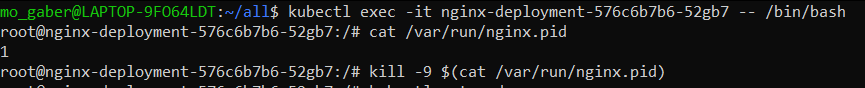 mo_gaber@LAPTOP-9FO64LDT:~/all$ kubectl exec -it nginx-deployment-576c6b7b6-52gb7 -- /bin/bash
root@nginx-deployment-576c6b7b6-52gb7:/# cat /var/run/nginx.pid
1
root@nginx-deployment-576c6b7b6-52gb7:/# kill -9 $(cat /var/run/nginx.pid)